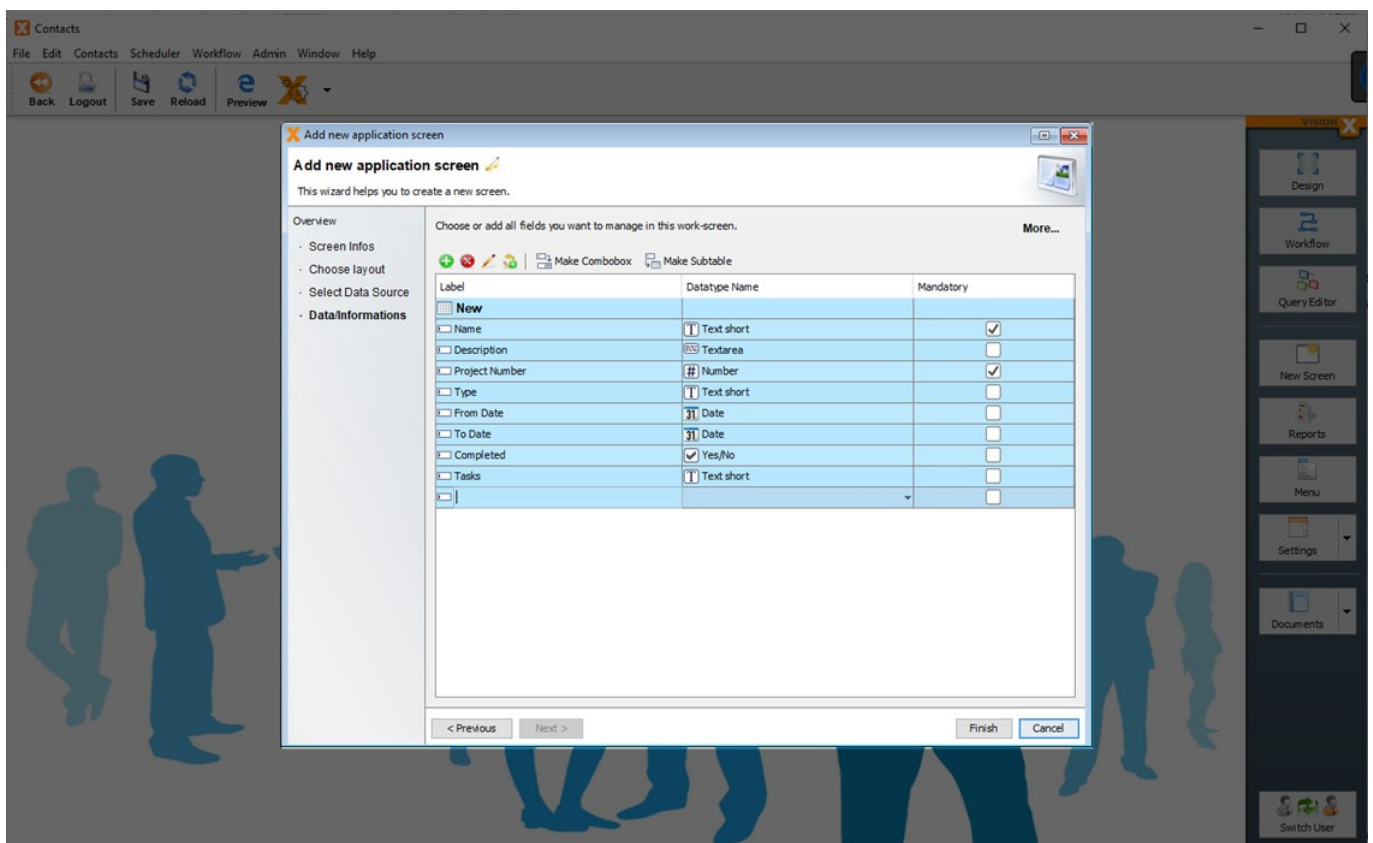 Contacts
File Edit Contacts Scheduler Workflow Admin Window Help
Back Logout Save Reload Preview
VISION X
Add new application screen
Add new application screen
This wizard helps you to create a new screen.
Overview
· Screen Infos
· Choose layout
· Select Data Source
· Data/Informations
Choose or add all fields you want to manage in this work-screen.
More...
Make Combobox Make Subtable
Label Datatype Name Mandatory
New
Name T Text short
Description Textarea
Project Number # Number
Type T Text short
From Date 31 Date
To Date 31 Date
Completed Yes/No
Tasks T Text short
< Previous Next > Finish Cancel
Design
Workflow
Query Editor
New Screen
Reports
Menu
Settings
Documents
Switch User